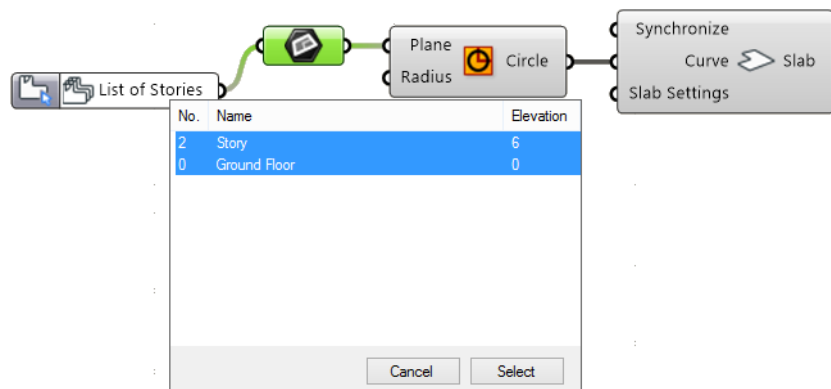 Synchronize
Plane
Circle
Curve
Slab
Radius
List of Stories
Slab Settings
No. Name Elevation
2 Story 6
0 Ground Floor 0
Cancel Select